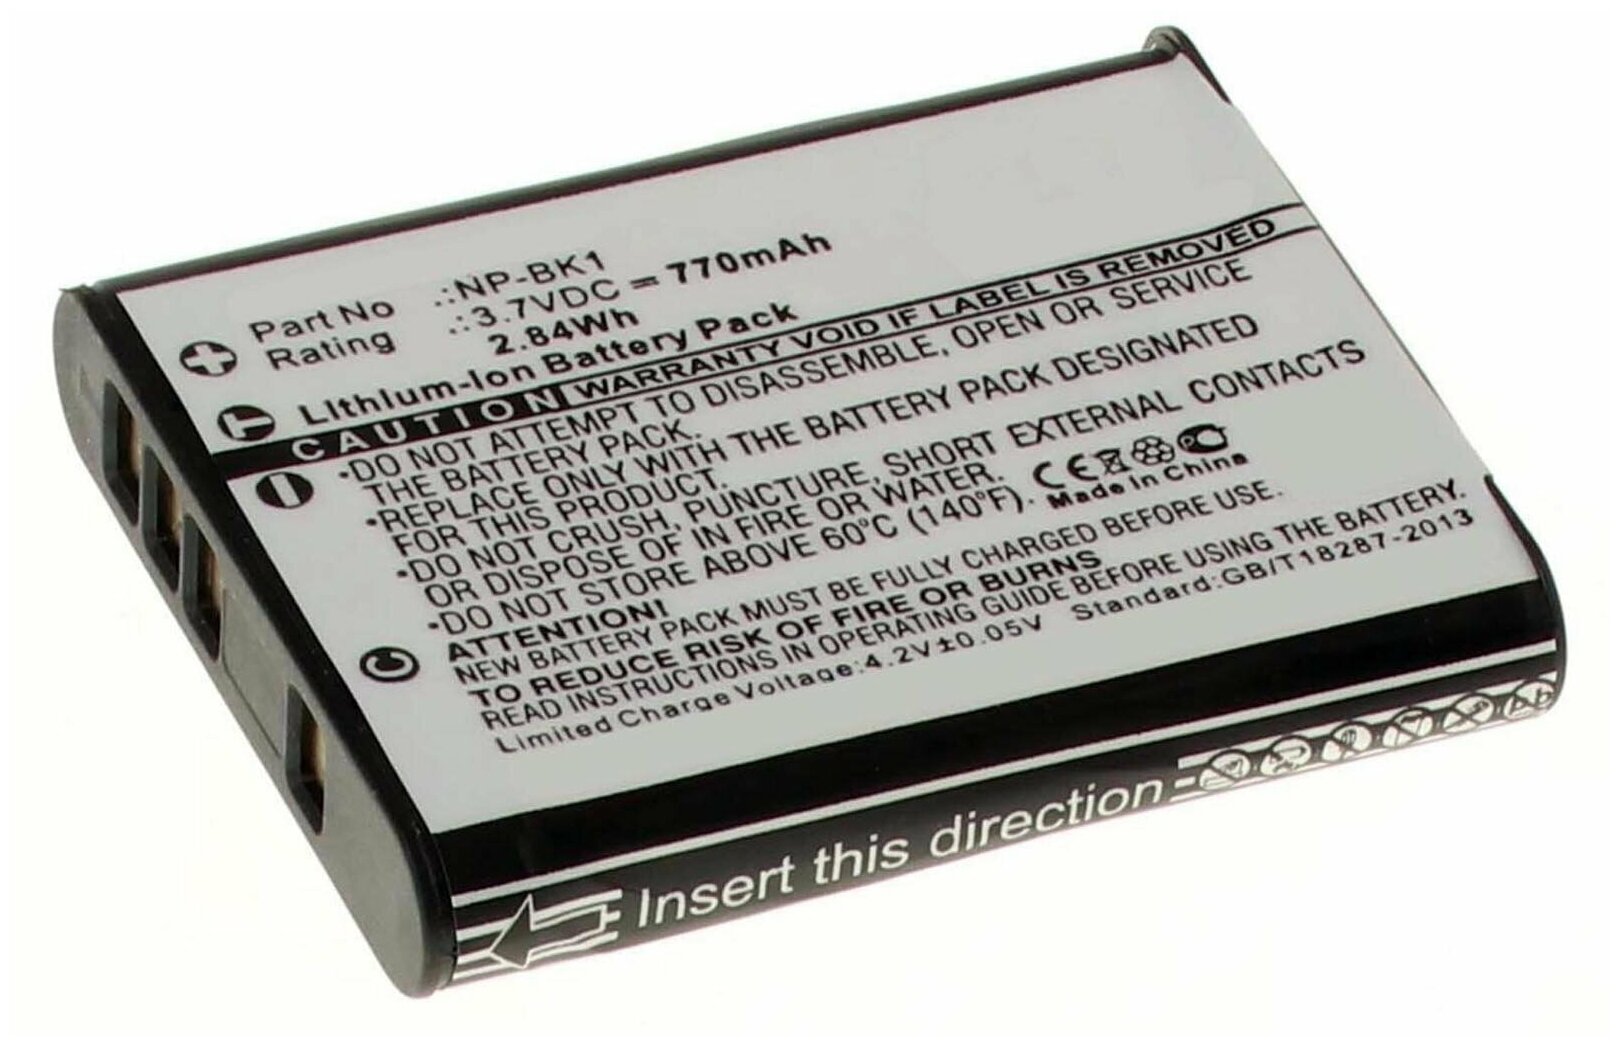 Part No .:NP-BK1
Rating .:3.7VDC = 770mAh
2.84Wh
Lithium-Ion Battery Pack
CAUTION WARRANTY VOID IF LABEL IS REMOVED
•DO NOT ATTEMPT TO DISASSEMBLE, OPEN OR SERVICE
THE BATTERY PACK.
•REPLACE ONLY WITH THE BATTERY PACK DESIGNATED
FOR THIS PRODUCT.
•DO NOT CRUSH, PUNCTURE, SHORT EXTERNAL CONTACTS
OR DISPOSE OF IN FIRE OR WATER.
•DO NOT STORE ABOVE 60°C (140°F).
CE
Made in China
ATTENTION!
NEW BATTERY PACK MUST BE FULLY CHARGED BEFORE USE.
TO REDUCE RISK OF FIRE OR BURNS
READ INSTRUCTIONS IN OPERATING GUIDE BEFORE USING THE BATTERY.
Limited Charge Voltage:4.2V±0.05V Standard:GB/T18287-2013
T
C
Insert this direction